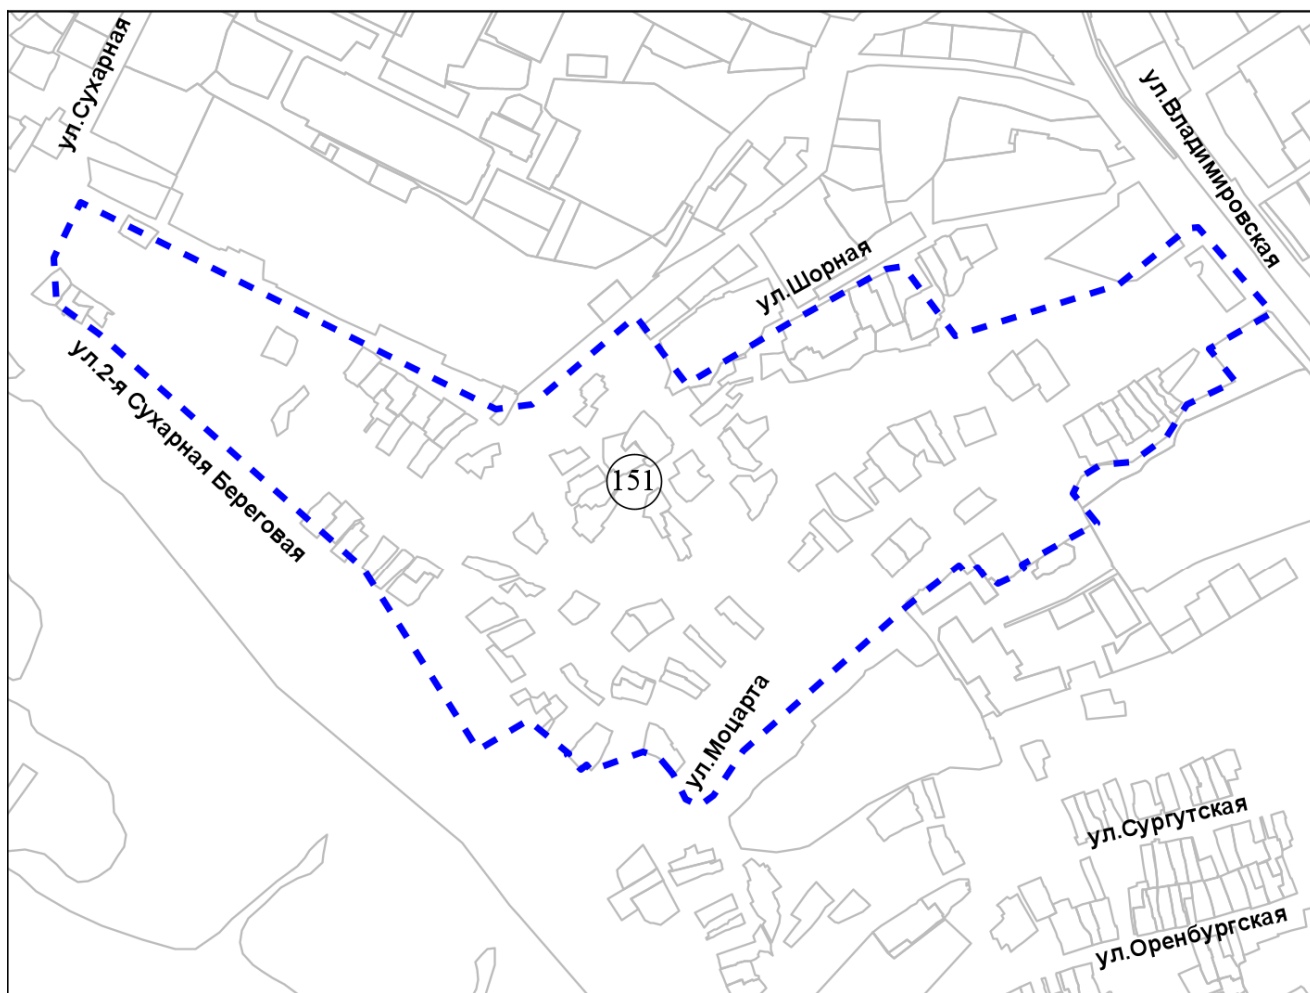 ул.Сухарная
ул.Владимировская
ул.Шорная
ул.2-я Сухарная Береговая
151
ул.Моцарта
ул.Сургутская
ул.Оренбургская